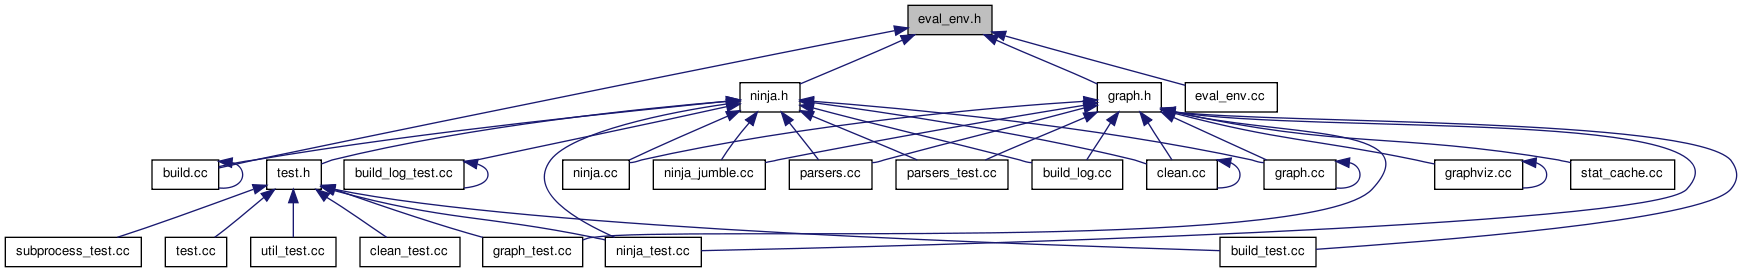 eval_env.h
ninja.h
graph.h
eval_env.cc
build.cc
test.h
build_log_test.cc
ninja.cc
ninja_jumble.cc
parsers.cc
parsers_test.cc
build_log.cc
clean.cc
graph.cc
graphviz.cc
stat_cache.cc
subprocess_test.cc
test.cc
util_test.cc
clean_test.cc
graph_test.cc
ninja_test.cc
build_test.cc